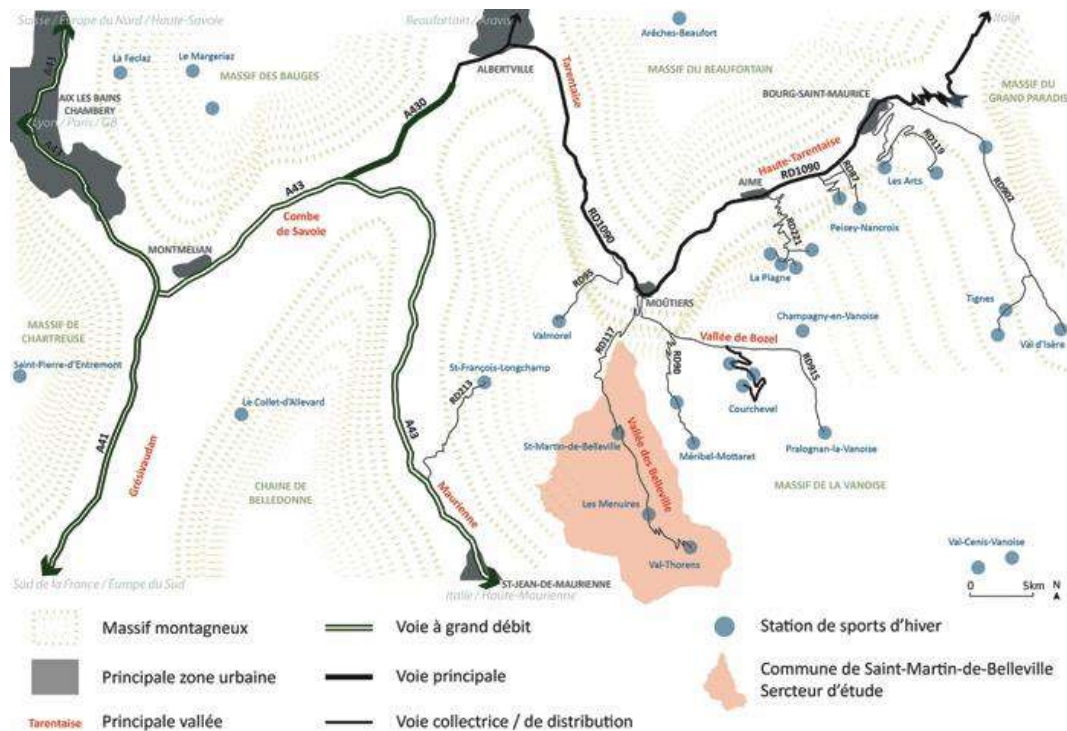 Suisse / Europe du Nord / Haute-Savoie
Beaufortain / Aravis
Italie
A41
La Féclaz
Le Margeriaz
MASSIF DES BAUGES
Arêches-Beaufort
ALBERTVILLE
Tarentaise
MASSIF DU BEAUFORTAIN
MASSIF DU
GRAND PARADIS
BOURG-SAINT-MAURICE
AIX LES BAINS
CHAMBERY
Lyon / Paris / GB
A43
A430
Haute-Tarentaise
RD1090
RD119
Les Arts
RD87
RD902
AIME
Peisey-Nancrois
A43
Combe
de Savoie
RD1090
RD221
MONTMELIAN
La Plagne
RD95
MOÛTIERS
Tignes
Val d'Isère
MASSIF DE
CHARTREUSE
Valmorel
Champagny-en-Vanoise
Vallée de Bozel
RD117
RD90
RD915
Saint-Pierre-d'Entremont
St-François-Longchamp
RD213
Le Collet-d'Allevard
Courchevel
A41
Grésivaudan
A43
St-Martin-de-Belleville
Vallée des Belleville
Méribel-Mottaret
Pralognan-la-Vanoise
Maurienne
CHAINE DE
BELLEDONNE
MASSIF DE LA VANOISE
Les Menuires
Val-Thorens
Val-Cenis-Vanoise
Sud de la France / Europe du Sud
ST-JEAN-DE-MAURIENNE
Italie / Haute-Maurienne
0 5km N
Massif montagneux
Voie à grand débit
Station de sports d'hiver
Principale zone urbaine
Voie principale
Commune de Saint-Martin-de-Belleville
Sercteur d'étude
Tarentaise
Principale vallée
Voie collectrice / de distribution